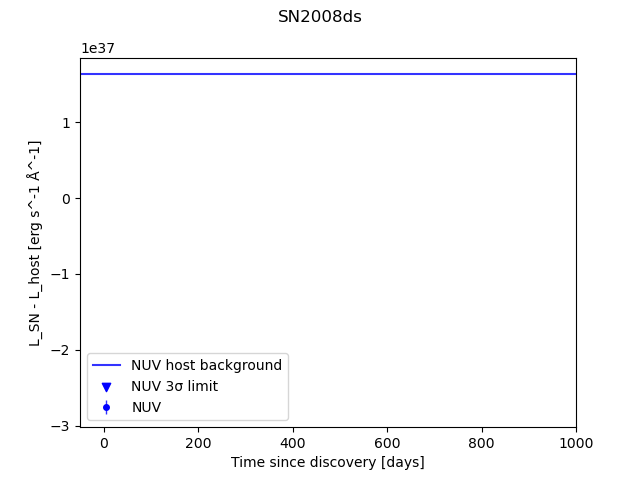 SN2008ds
1e37
1
0
−1
−2
−3
L_SN - L_host [erg s^-1 Å^-1]
NUV host background
NUV 3σ limit
NUV
0 200 400 600 800 1000
Time since discovery [days]